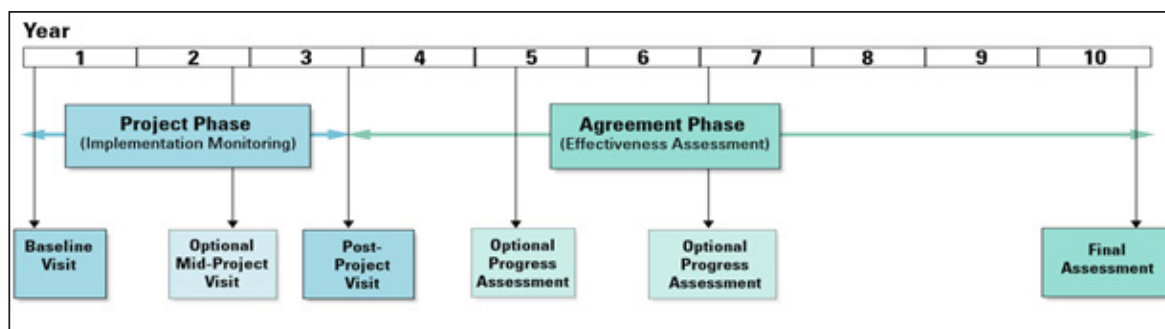 Year
1 2 3 4 5 6 7 8 9 10
Project Phase
(Implementation Monitoring)
Agreement Phase
(Effectiveness Assessment)
Baseline
Visit
Optional
Mid-Project
Visit
Post-
Project
Visit
Optional
Progress
Assessment
Optional
Progress
Assessment
Final
Assessment